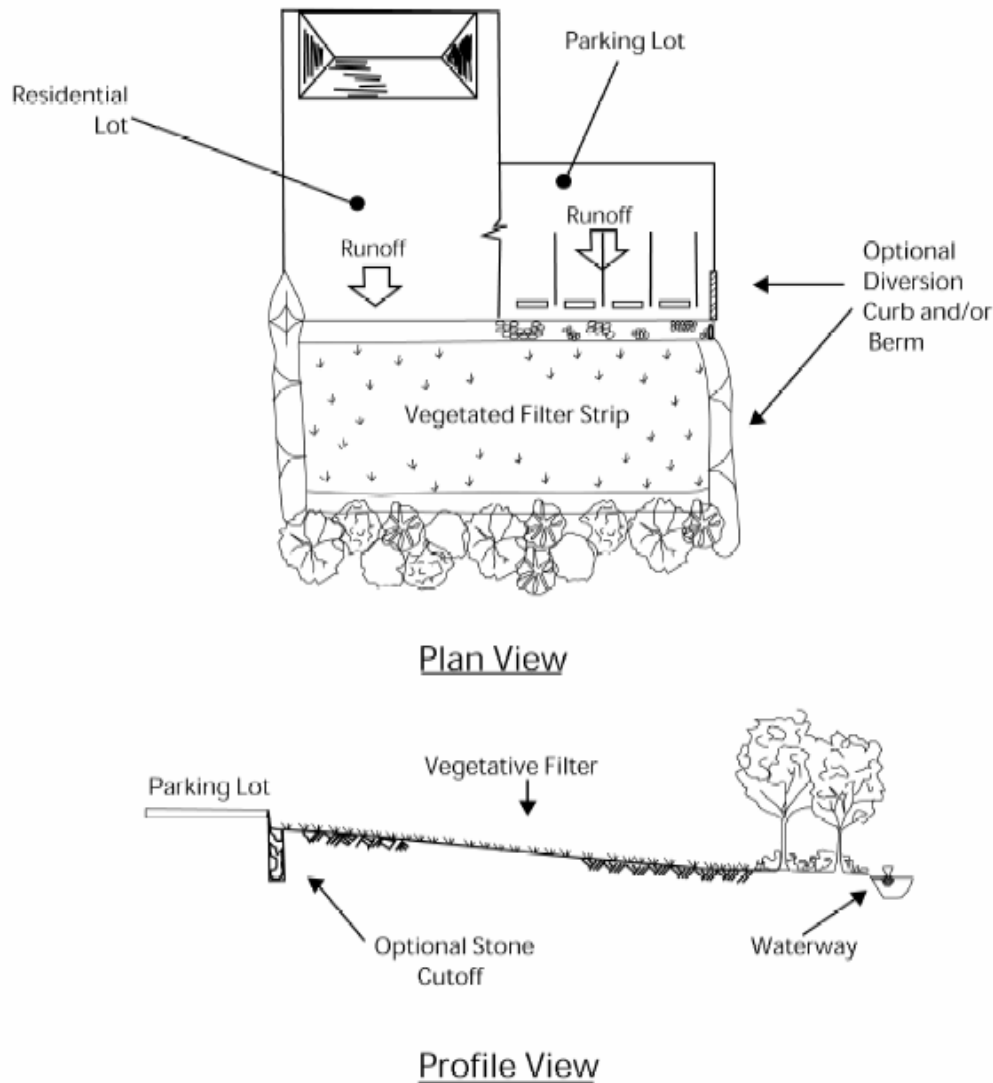 Parking Lot
Residential
Lot
Runoff
Runoff
Optional
Diversion
Curb and/or
Berm
Vegetated Filter Strip
Plan View
Vegetative Filter
Parking Lot
Optional Stone
Cutoff
Waterway
Profile View